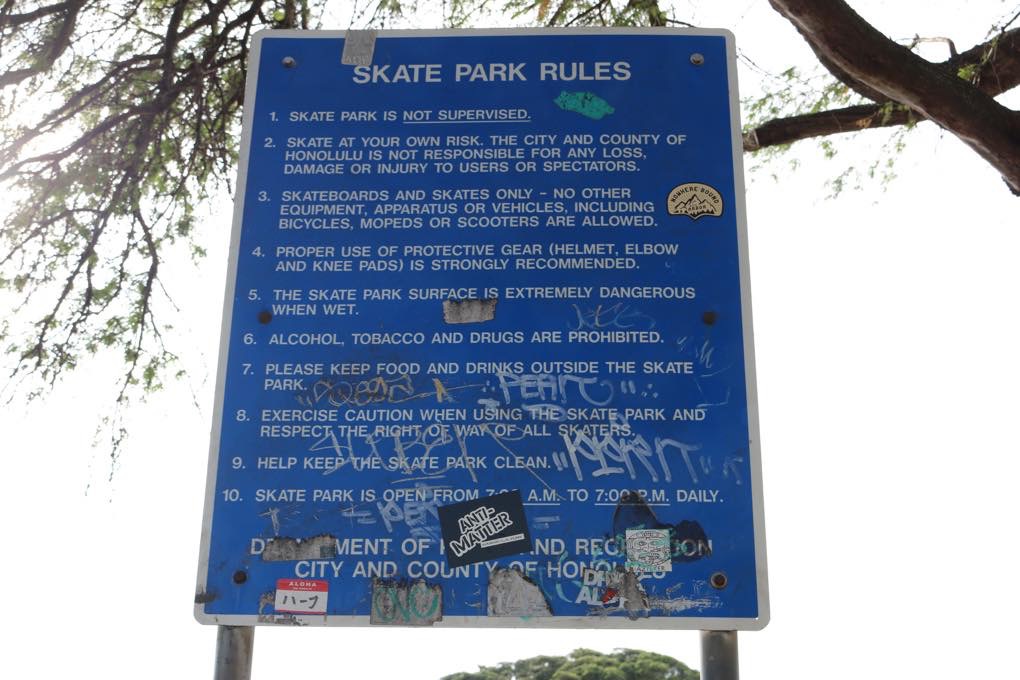 SKATE PARK RULES
1. SKATE PARK IS NOT SUPERVISED.
2. SKATE AT YOUR OWN RISK. THE CITY AND COUNTY OF
HONOLULU IS NOT RESPONSIBLE FOR ANY LOSS,
DAMAGE OR INJURY TO USERS OR SPECTATORS.
3. SKATEBOARDS AND SKATES ONLY - NO OTHER
EQUIPMENT, APPARATUS OR VEHICLES, INCLUDING
BICYCLES, MOPEDS OR SCOOTERS ARE ALLOWED.
NOWHERE BOUND
4. PROPER USE OF PROTECTIVE GEAR (HELMET, ELBOW
AND KNEE PADS) IS STRONGLY RECOMMENDED.
5. THE SKATE PARK SURFACE IS EXTREMELY DANGEROUS
WHEN WET.
6. ALCOHOL, TOBACCO AND DRUGS ARE PROHIBITED.
7. PLEASE KEEP FOOD AND DRINKS OUTSIDE THE SKATE
PARK.
8. EXERCISE CAUTION WHEN USING THE SKATE PARK AND
RESPECT THE RIGHT OF WAY OF ALL SKATERS.
9. HELP KEEP THE SKATE PARK CLEAN.
10. SKATE PARK IS OPEN FROM A.M. TO 7:00 P.M. DAILY.
ANTI-
MATTER
OF AND
CITY AND COUNTY OF
ALOHA